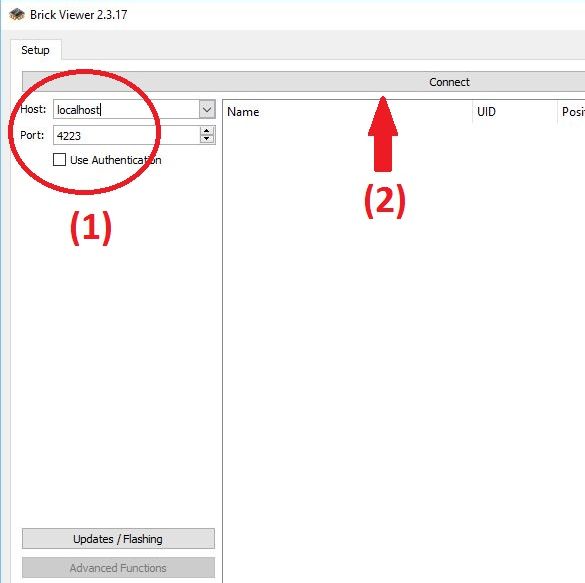 Brick Viewer 2.3.17
Setup
Connect
Host: localhost
Name UID
Port: 4223
Use Authentication
(1)
(2)
Updates / Flashing
Advanced Functions